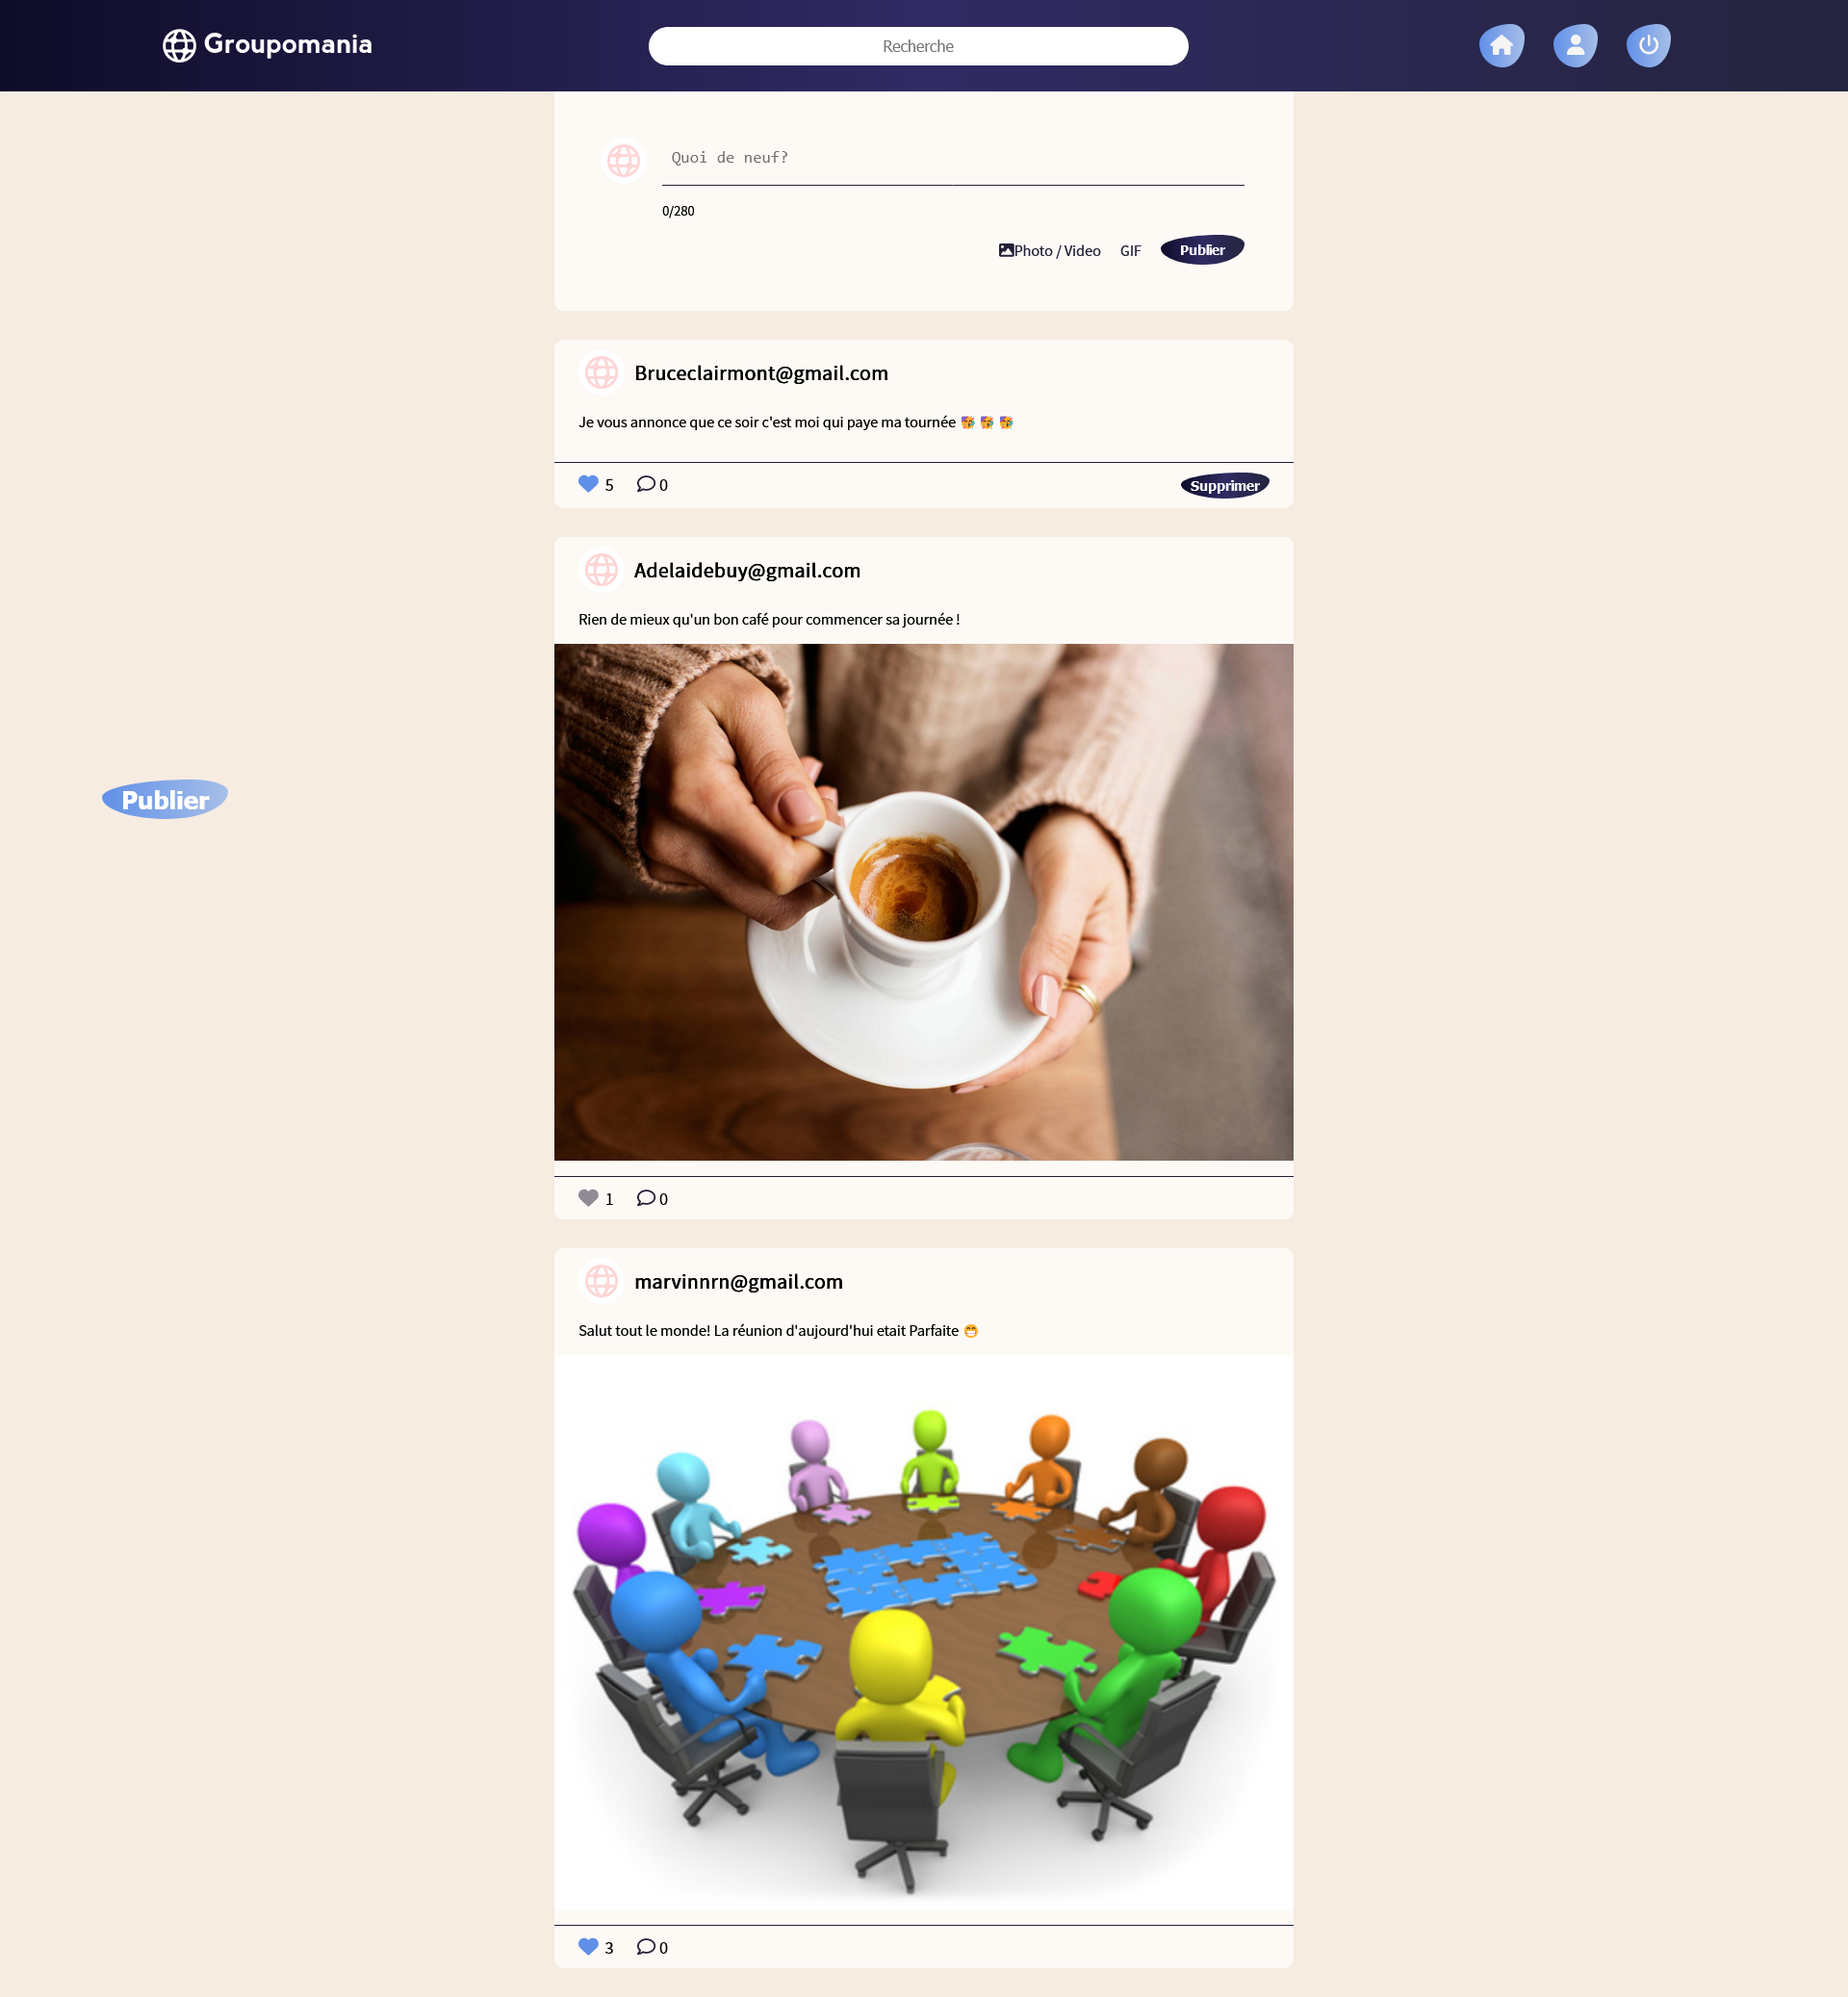 Groupomania
Recherche
Quoi de neuf?
0/280
Photo / Video GIF Publier
Bruceclairmont@gmail.com
Je vous annonce que ce soir c'est moi qui paye ma tournée 🥳 🥳 🥳
5 0 Supprimer
Adelaidebuy@gmail.com
Rien de mieux qu'un bon café pour commencer sa journée !
Publier
1 0
marvinnrn@gmail.com
Salut tout le monde! La réunion d'aujourd'hui etait Parfaite 😁
3 0